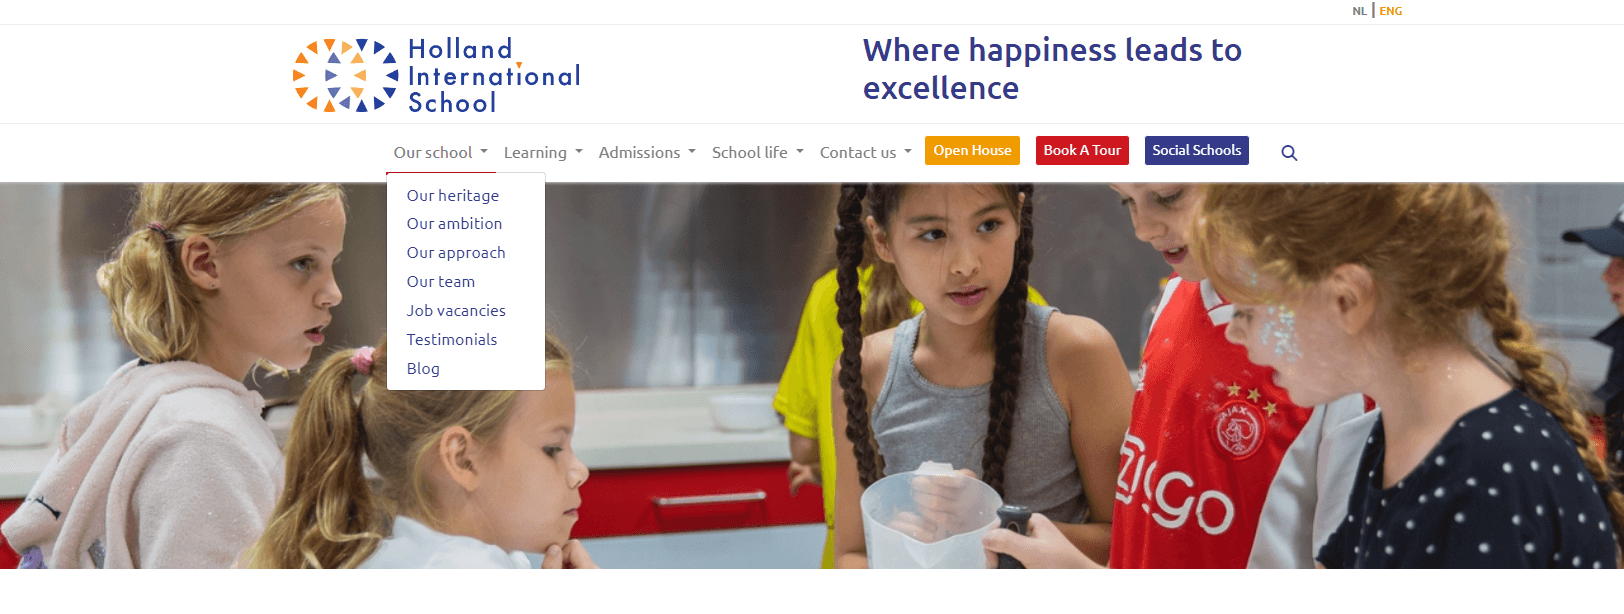 NL | ENG
Holland
International
School
Where happiness leads to
excellence
Our school Learning Admissions School life Contact us Open House Book A Tour Social Schools
Our heritage
Our ambition
Our approach
Our team
Job vacancies
Testimonials
Blog
AJAX
Ziggo